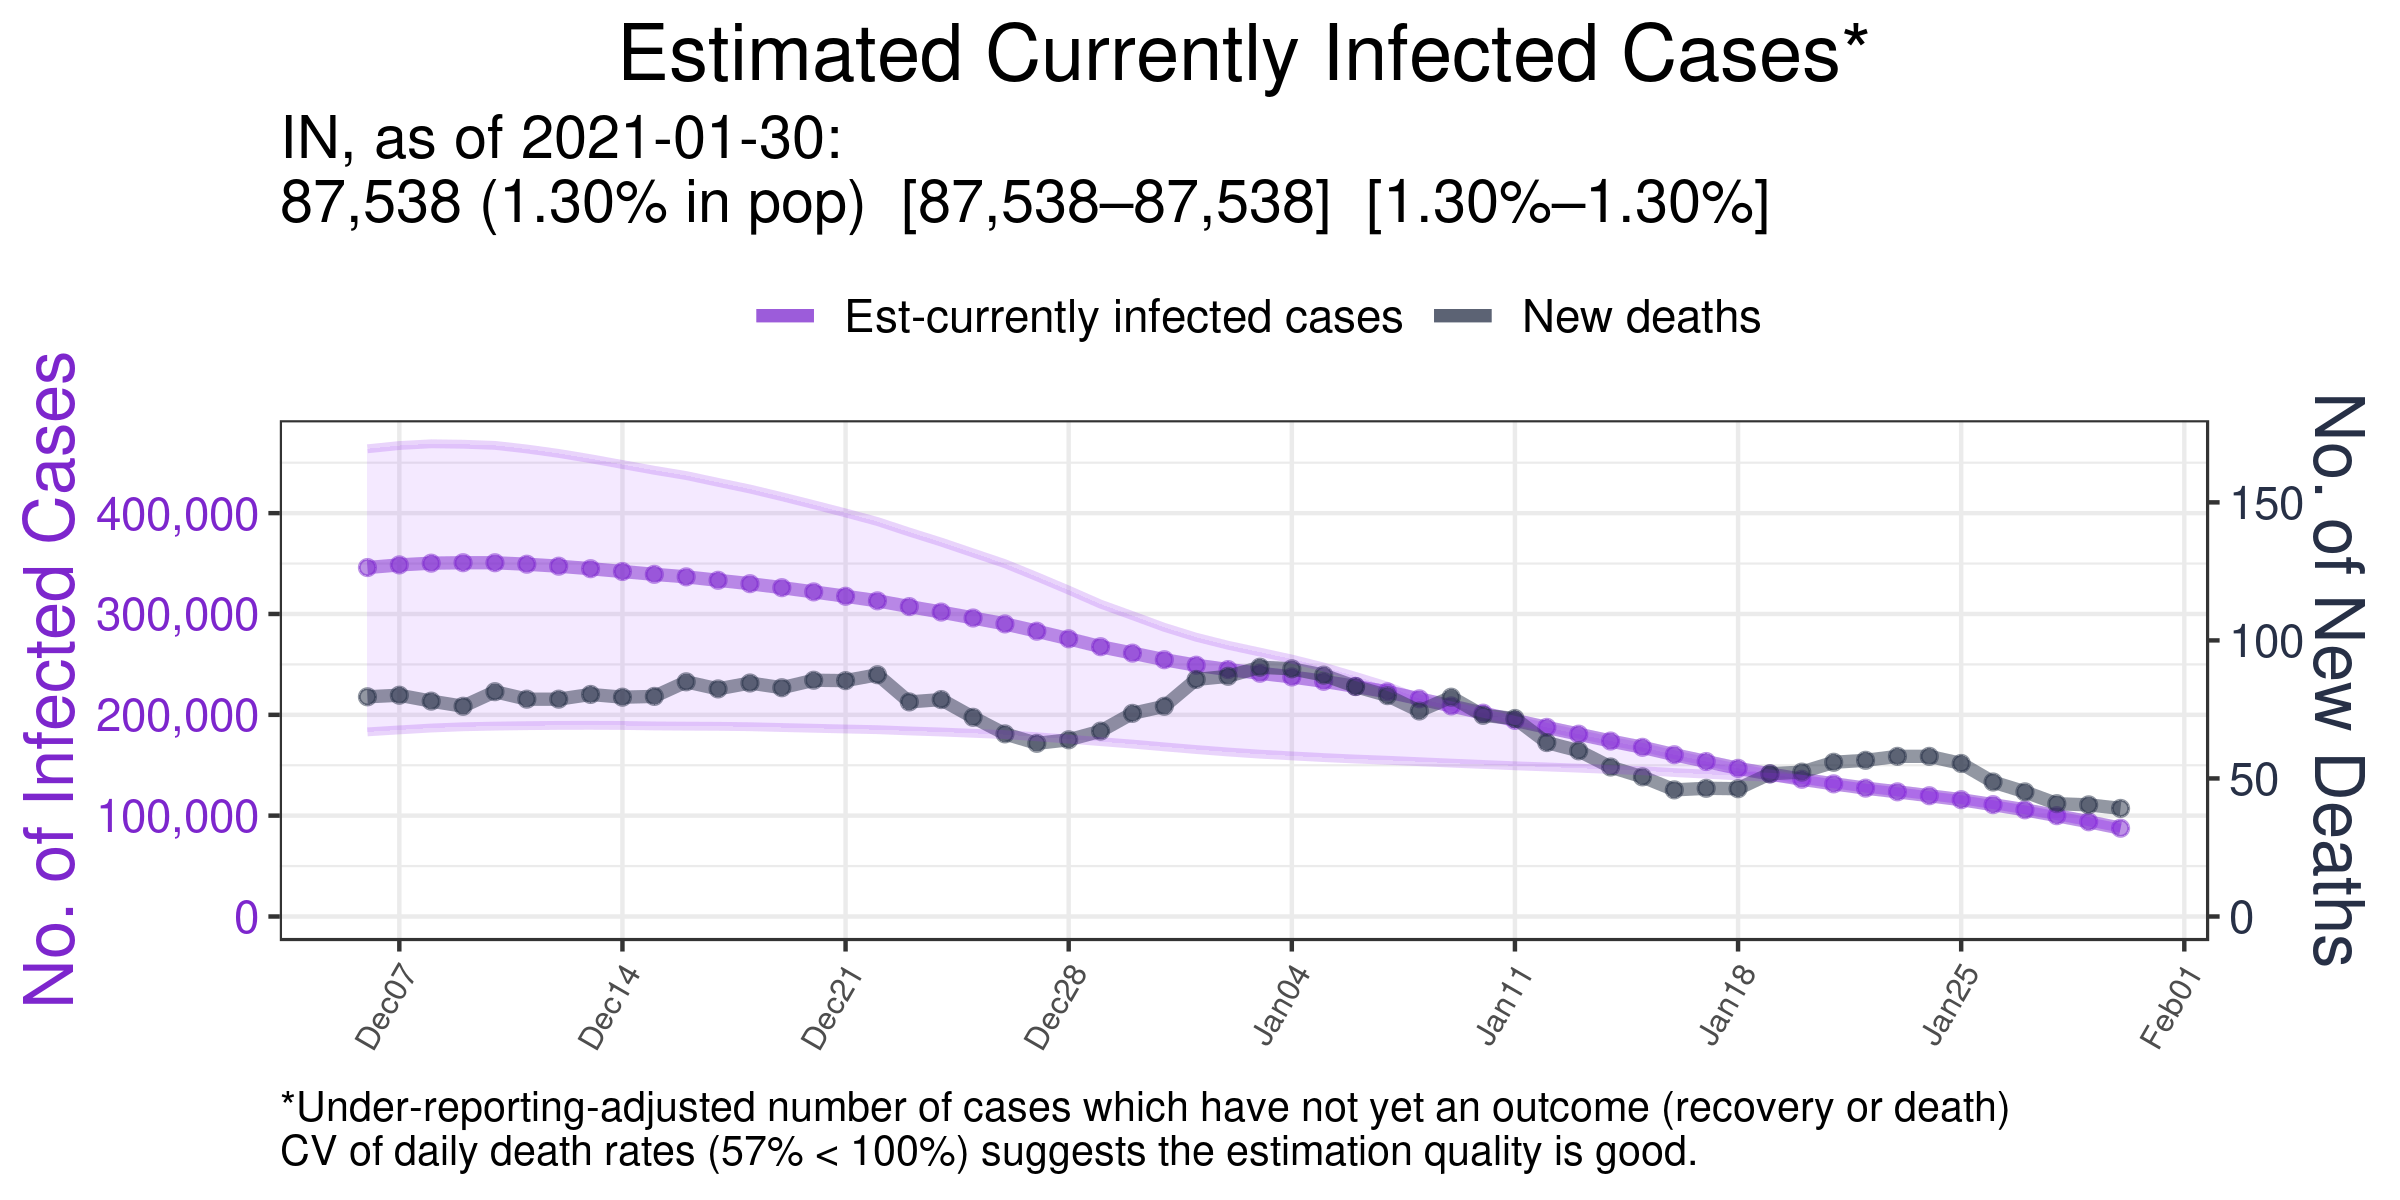 Estimated Currently Infected Cases*
IN, as of 2021-01-30:
87,538 (1.30% in pop)  [87,538–87,538]  [1.30%–1.30%]
Est-currently infected cases
New deaths
No. of Infected Cases
400,000
300,000
200,000
100,000
0
150
100
50
0
No. of New Deaths
Dec07
Dec14
Dec21
Dec28
Jan04
Jan11
Jan18
Jan25
Feb01
*Under-reporting-adjusted number of cases which have not yet an outcome (recovery or death)
CV of daily death rates (57% < 100%) suggests the estimation quality is good.